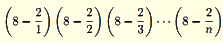 (8 − 2/1)(8 − 2/2)(8 − 2/3)⋯(8 − 2/n)